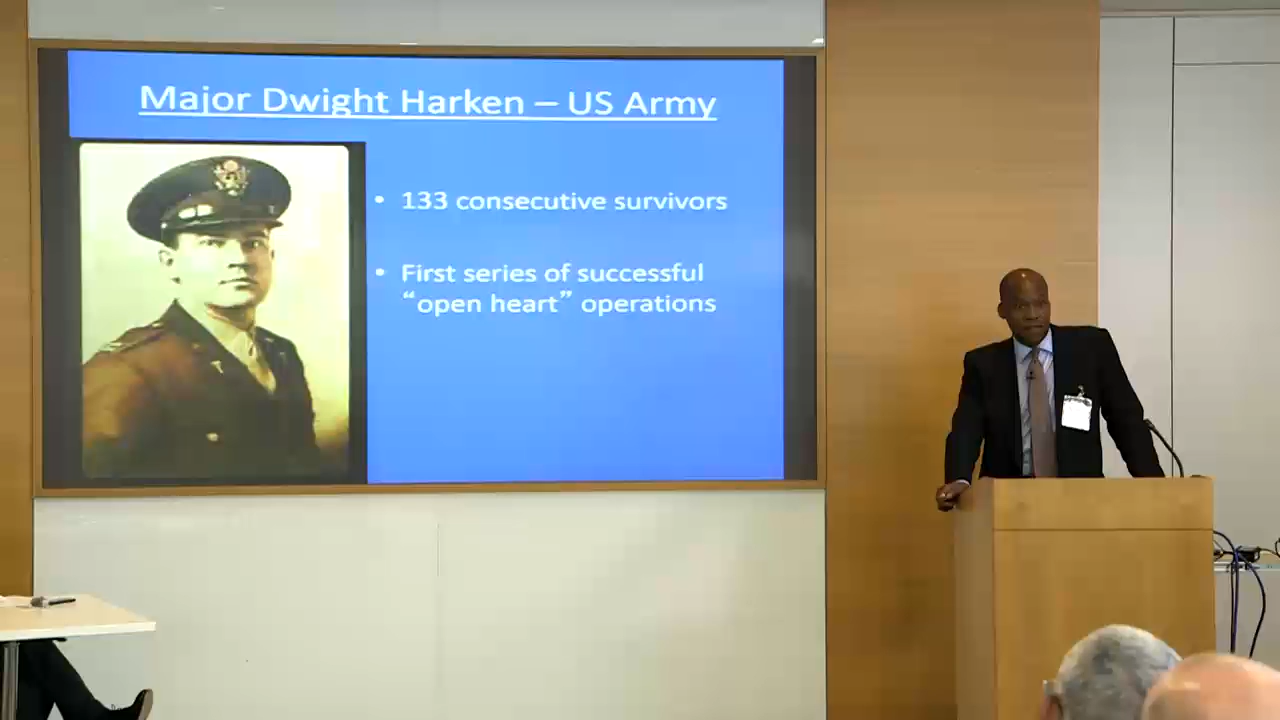 Major Dwight Harken – US Army
• 133 consecutive survivors
• First series of successful
“open heart” operations